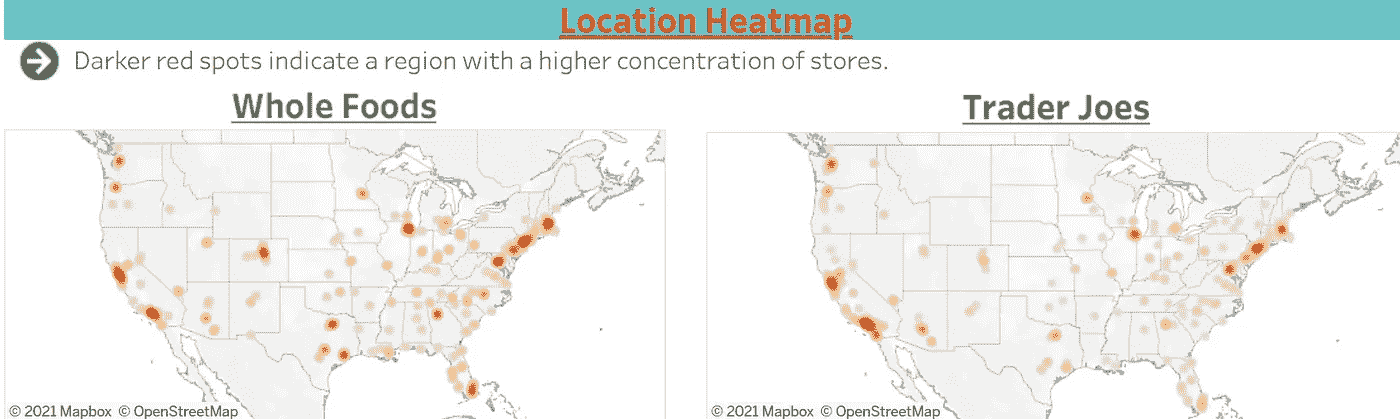 Location Heatmap
Darker red spots indicate a region with a higher concentration of stores.
Whole Foods
Trader Joes
© 2021 Mapbox © OpenStreetMap
© 2021 Mapbox © OpenStreetMap